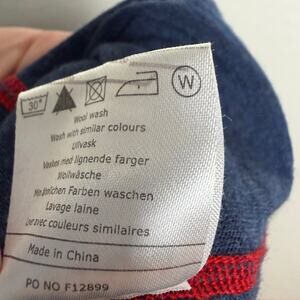 30° W
Wool wash
Wash with similar colours
Ullvask
Vaskes med lignende farger
Wollwäsche
Mit ähnlichen Farben waschen
Lavage laine
Laver avec couleurs similaires
Made in China
PO NO F12899